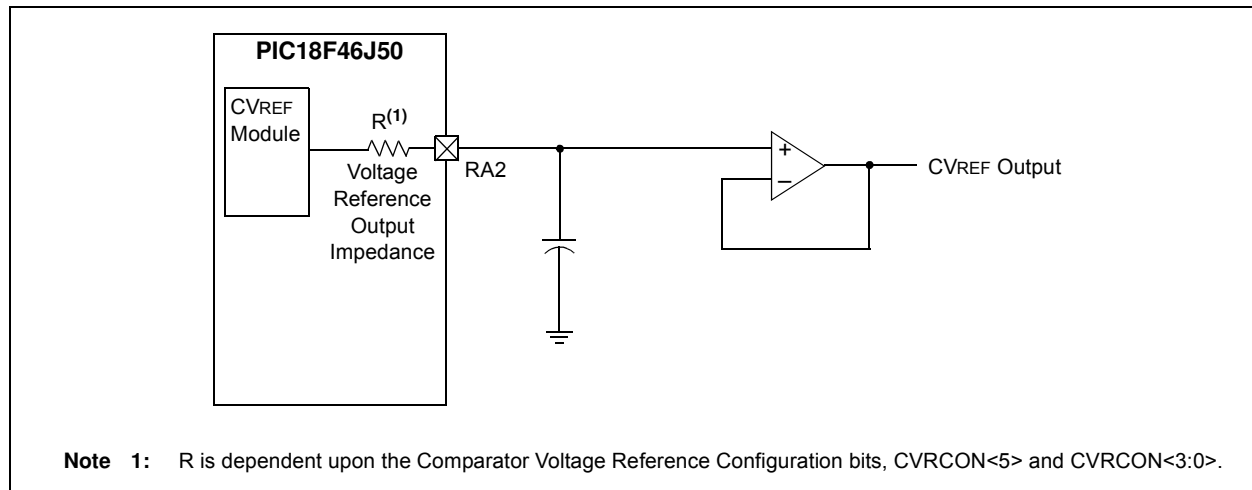 PIC18F46J50
CVREF
Module
R(1)
Voltage
Reference
Output
Impedance
RA2
+
–
CVREF Output
Note 1: R is dependent upon the Comparator Voltage Reference Configuration bits, CVRCON<5> and CVRCON<3:0>.